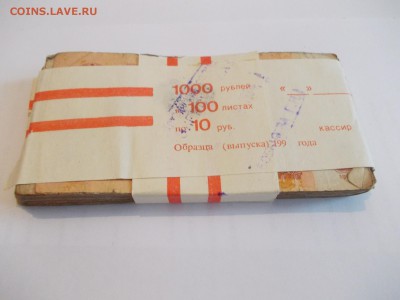 COINS.LAVE.RU
1000 рублей « »
100 листах
по 10 руб. кассир
Образца (выпуска) 199 года